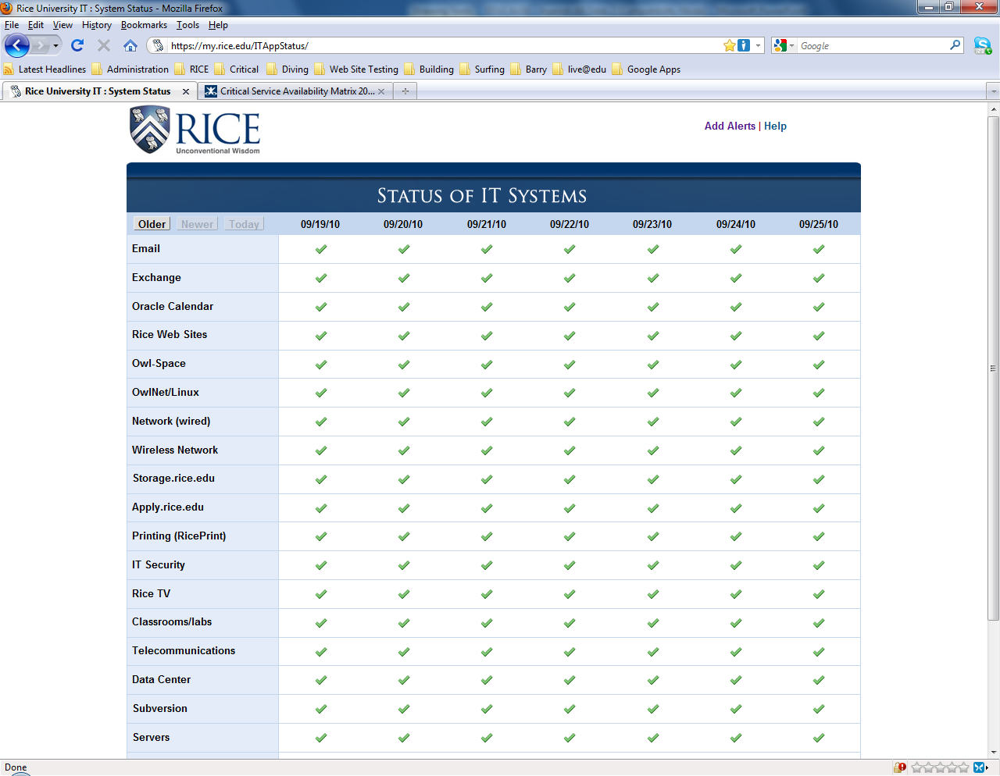 Rice University IT : System Status - Mozilla Firefox
File Edit View History Bookmarks Tools Help
https://my.rice.edu/ITAppStatus/ Google
Latest Headlines Administration RICE Critical Diving Web Site Testing Building Surfing Barry live@edu Google Apps
Rice University IT : System Status Critical Service Availability Matrix 20...
RICE
Unconventional Wisdom
Add Alerts | Help
STATUS OF IT SYSTEMS
Older Newer Today 09/19/10 09/20/10 09/21/10 09/22/10 09/23/10 09/24/10 09/25/10
Email
Exchange
Oracle Calendar
Rice Web Sites
Owl-Space
OwlNet/Linux
Network (wired)
Wireless Network
Storage.rice.edu
Apply.rice.edu
Printing (RicePrint)
IT Security
Rice TV
Classrooms/labs
Telecommunications
Data Center
Subversion
Servers
Done